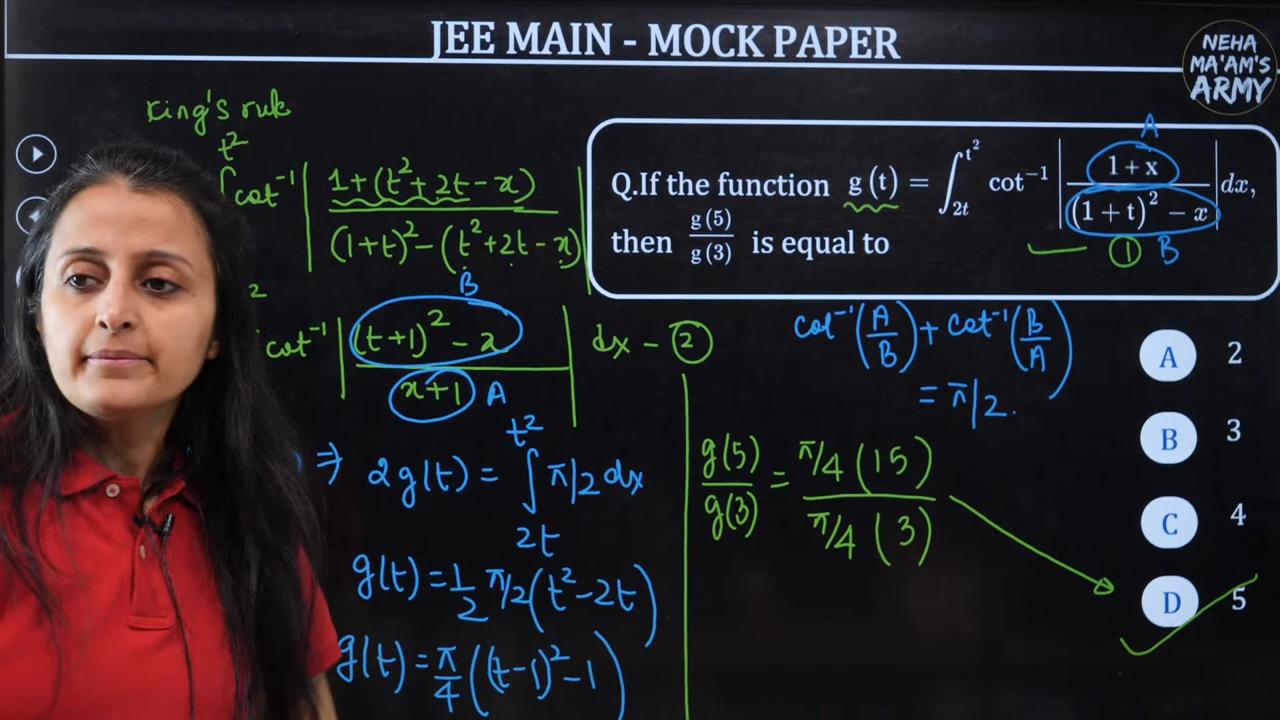 JEE MAIN - MOCK PAPER
NEHA
MA'AM'S
ARMY
King's rule
t²
∫cot⁻¹ | 1+(t²+2t-x) / (1+t)²-(t²+2t-x) |
2
cot⁻¹ | (t+1)²-x / x+1 | dx - ②
B
A
Q.If the function g (t) = ∫_{2t}^{t²} cot⁻¹ | 1 + x / (1 + t)² - x | dx,
A
① B
then g (5) / g (3) is equal to
cot⁻¹(A/B) + cot⁻¹(B/A)
= π/2.
⇒ 2g(t) = ∫_{2t}^{t²} π/2 dx
g(t) = 1/2 π/2 (t²-2t)
g(t) = π/4 ((t-1)²-1)
g(5) / g(3) = π/4 (15) / π/4 (3)
A 2
B 3
C 4
D 5